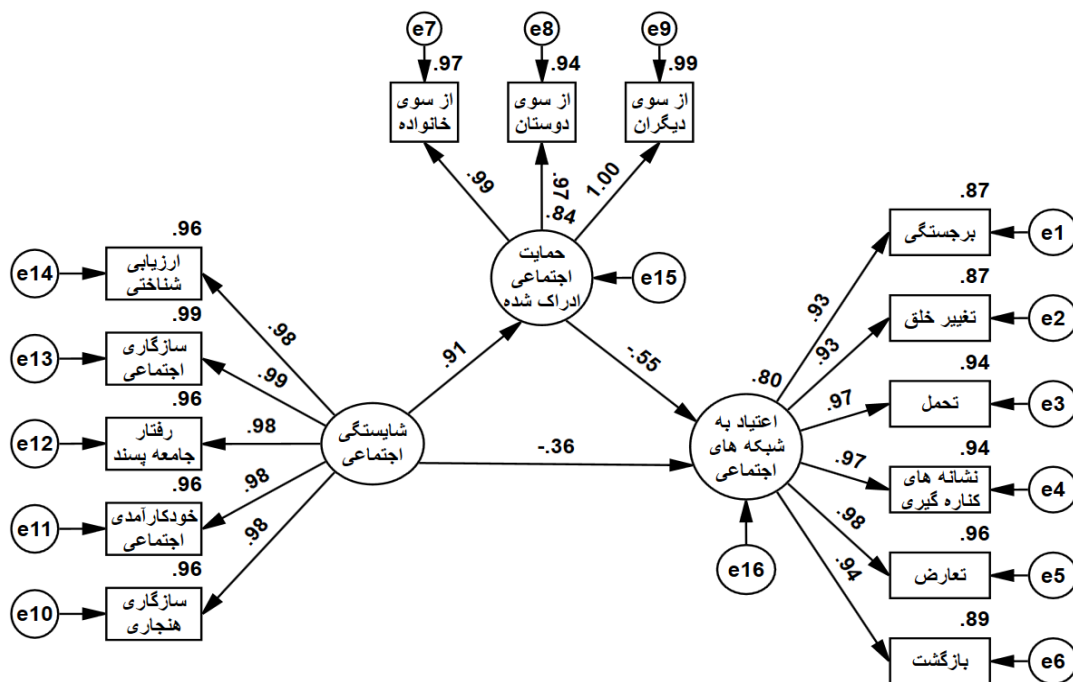 e7
e8
e9
.97
.94
.99
از سوی
خانواده
از سوی
دوستان
از سوی
دیگران
.99
.97
1.00
.84
حمایت
اجتماعی
ادراک شده
e15
.96
e14
ارزیابی
شناختی
.98
.99
e13
سازگاری
اجتماعی
.99
.96
e12
رفتار
جامعه پسند
.98
.96
e11
خودکارآمدی
اجتماعی
.98
.96
e10
سازگاری
هنجاری
.98
شایستگی
اجتماعی
.91
-.55
-.36
.80
اعتیاد به
شبکه های
اجتماعی
e16
.87
برجستگی
e1
.93
.87
تغییر خلق
e2
.93
.94
تحمل
e3
.97
.94
نشانه های
کناره گیری
e4
.97
.96
تعارض
e5
.98
.89
بازگشت
e6
.94